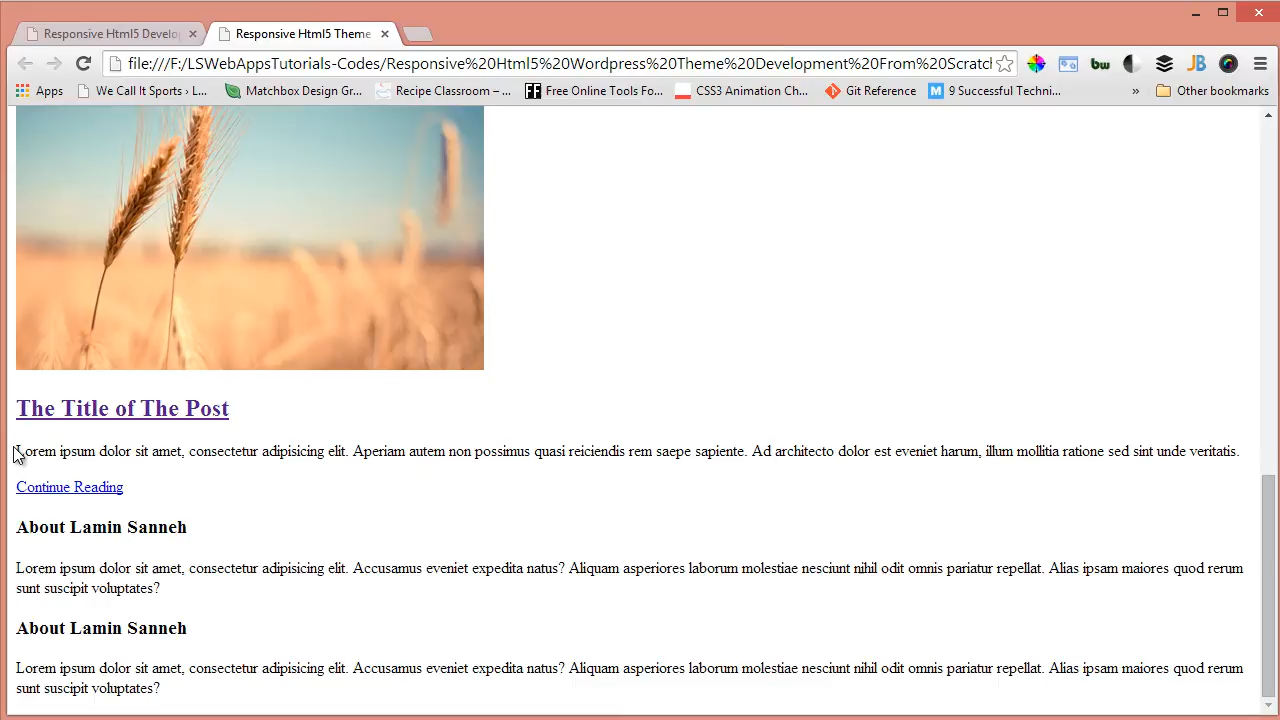 Responsive Html5 Develo
Responsive Html5 Theme
file:///F:/LSWebAppsTutorials-Codes/Responsive%20Html5%20Wordpress%20Theme%20Development%20From%20Scratch
Apps
We Call It Sports › L...
Matchbox Design Gr...
Recipe Classroom – ...
FF
Free Online Tools Fo...
CSS3 Animation Ch...
Git Reference
M
9 Successful Techni...
»
Other bookmarks
bw
JB
The Title of The Post
Lorem ipsum dolor sit amet, consectetur adipisicing elit. Aperiam autem non possimus quasi reiciendis rem saepe sapiente. Ad architecto dolor est eveniet harum, illum mollitia ratione sed sint unde veritatis.
Continue Reading
About Lamin Sanneh
Lorem ipsum dolor sit amet, consectetur adipisicing elit. Accusamus eveniet expedita natus? Aliquam asperiores laborum molestiae nesciunt nihil odit omnis pariatur repellat. Alias ipsam maiores quod rerum
sunt suscipit voluptates?
About Lamin Sanneh
Lorem ipsum dolor sit amet, consectetur adipisicing elit. Accusamus eveniet expedita natus? Aliquam asperiores laborum molestiae nesciunt nihil odit omnis pariatur repellat. Alias ipsam maiores quod rerum
sunt suscipit voluptates?